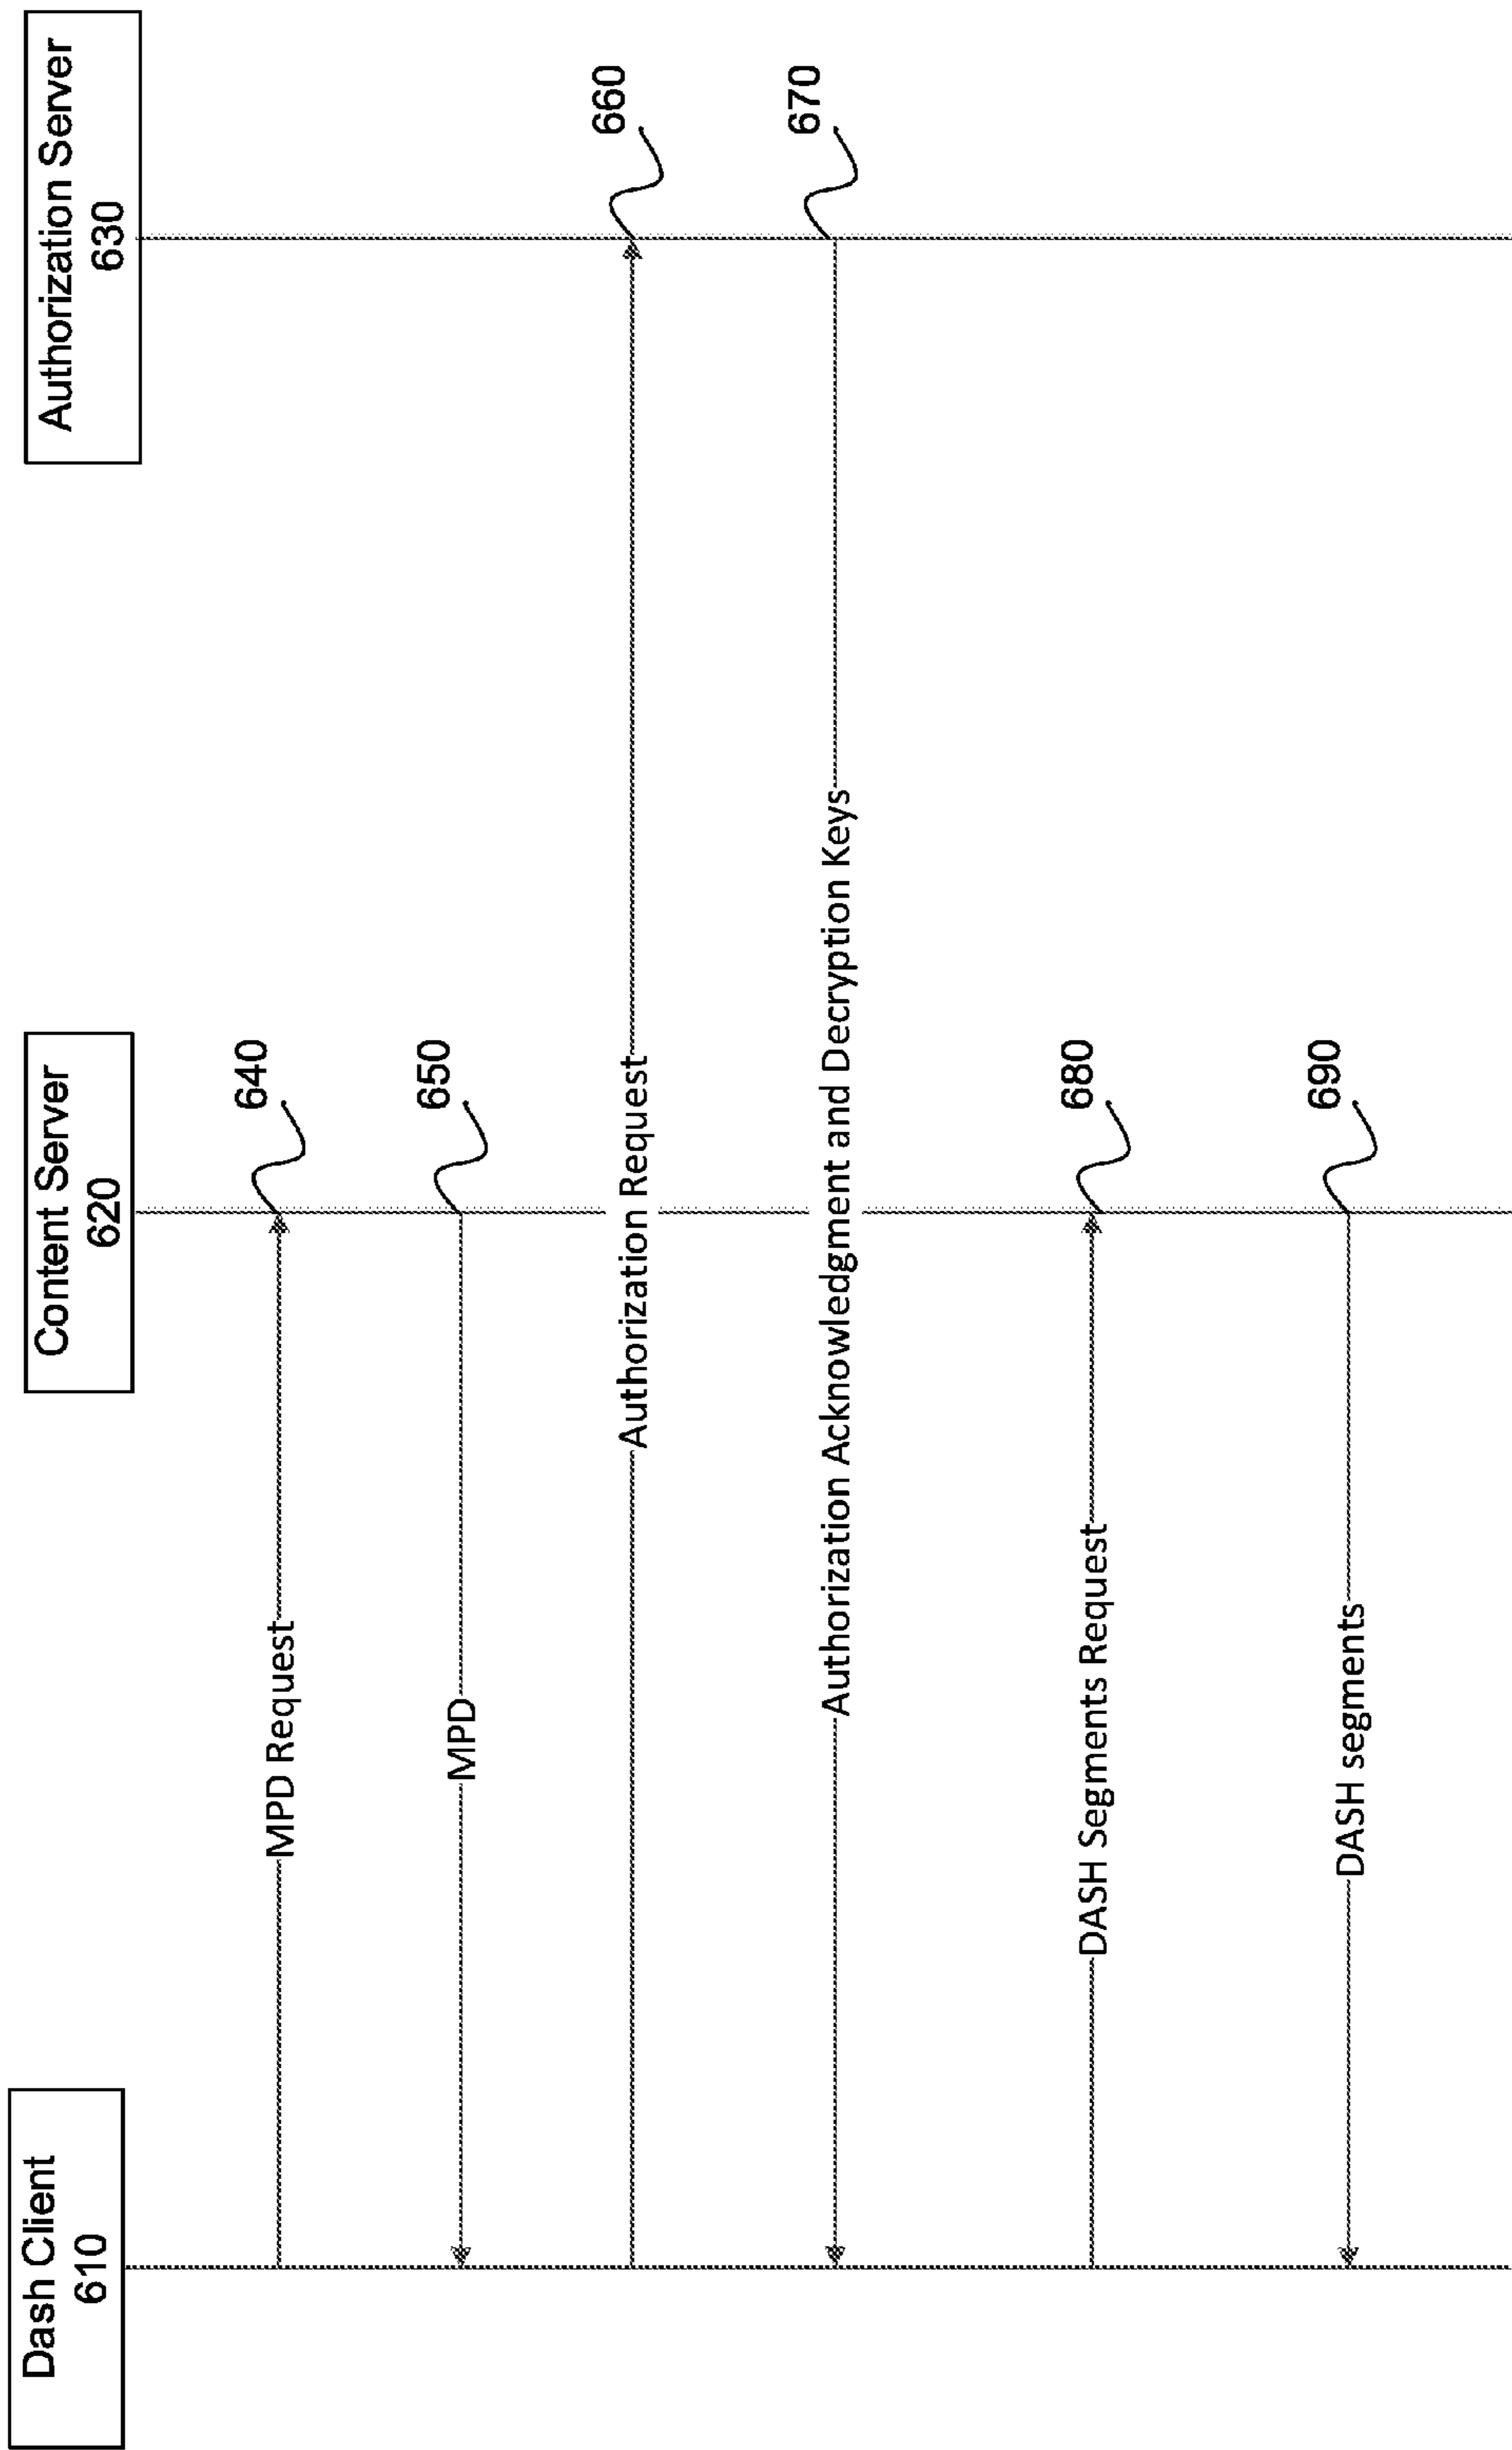 Dash Client
610
Content Server
620
Authorization Server
630
MPD Request
640
MPD
650
Authorization Request
660
Authorization Acknowledgment and Decryption Keys
670
DASH Segments Request
680
DASH segments
690